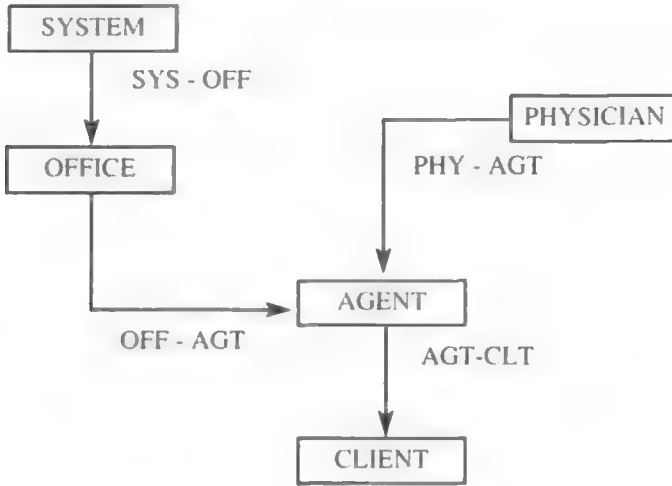 SYSTEM
SYS - OFF
PHYSICIAN
OFFICE
PHY - AGT
AGENT
OFF - AGT
AGT-CLT
CLIENT